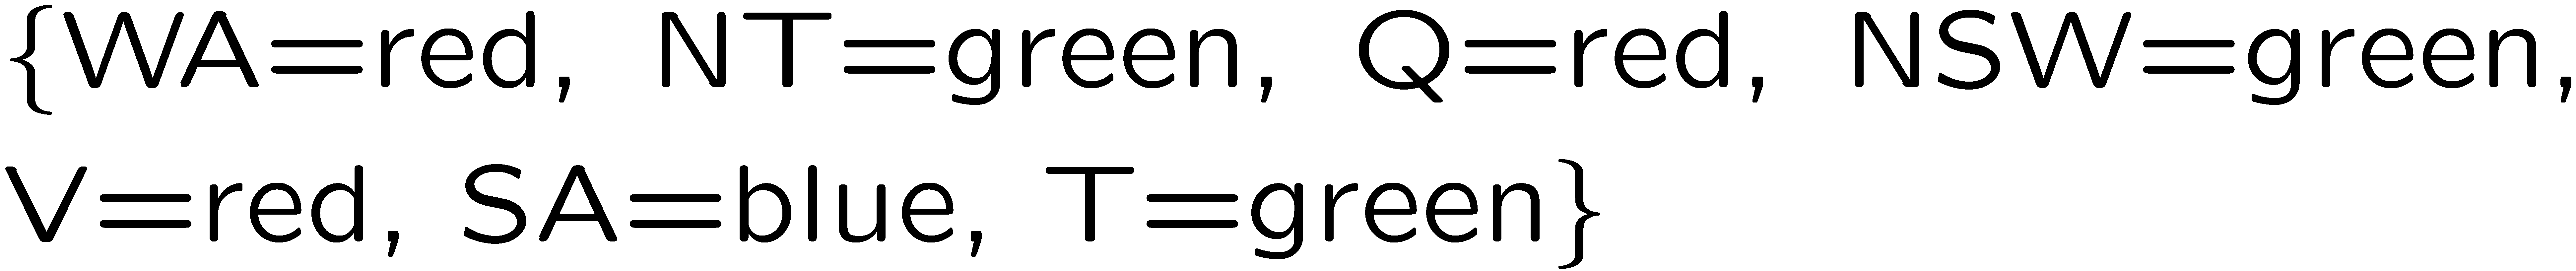 {WA=red, NT=green, Q=red, NSW=green,
V=red, SA=blue, T=green}